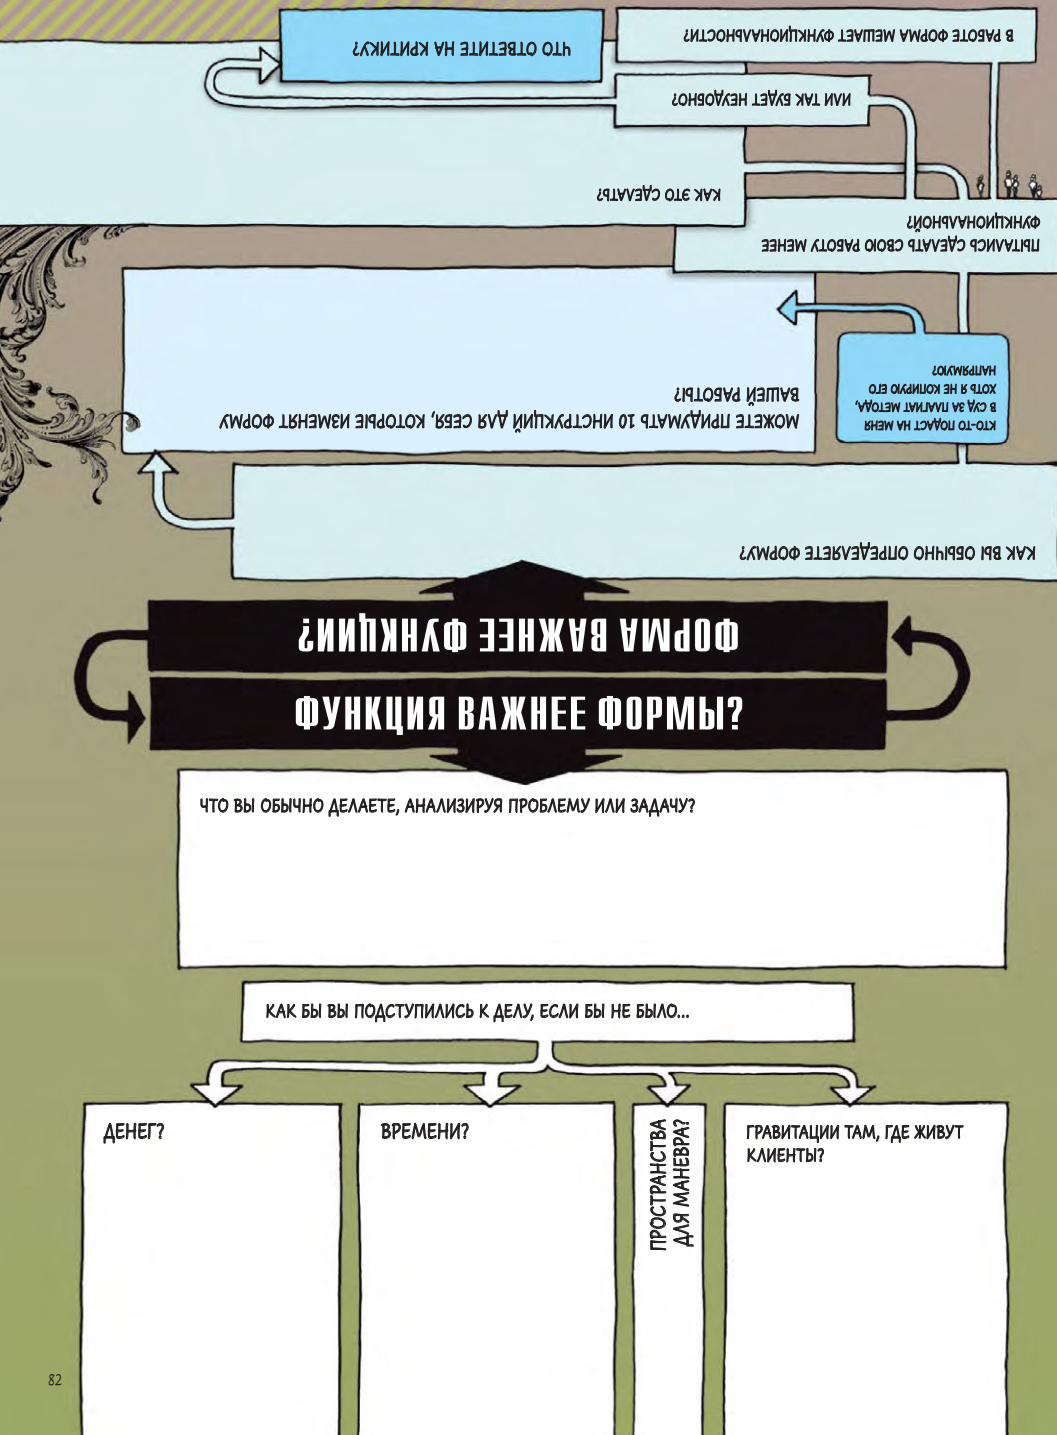 ФУНКЦИЯ ВАЖНЕЕ ФОРМЫ?
ЧТО ВЫ ОБЫЧНО ДЕЛАЕТЕ, АНАЛИЗИРУЯ ПРОБЛЕМУ ИЛИ ЗАДАЧУ?
КАК БЫ ВЫ ПОДСТУПИЛИСЬ К ДЕЛУ, ЕСЛИ БЫ НЕ БЫЛО...
ДЕНЕГ?
ВРЕМЕНИ?
ПРОСТРАНСТВА
ДЛЯ МАНЕВРА?
ГРАВИТАЦИИ ТАМ, ГДЕ ЖИВУТ
КЛИЕНТЫ?
82
ФОРМА ВАЖНЕЕ ФУНКЦИИ?
КАК ВЫ ОБЫЧНО ОПРЕДЕЛЯЕТЕ ФОРМУ?
МОЖЕТЕ ПРИДУМАТЬ 10 ИНСТРУКЦИЙ ДЛЯ СЕБЯ, КОТОРЫЕ ИЗМЕНЯТ ФОРМУ
ВАШЕЙ РАБОТЫ?
КТО-ТО ПОДАСТ НА МЕНЯ
В СУД ЗА ПЛАГИАТ МЕТОДА,
ХОТЬ Я НЕ КОПИРУЮ ЕГО
НАПРЯМУЮ?
ПЫТАЛИСЬ СДЕЛАТЬ СВОЮ РАБОТУ МЕНЕЕ
ФУНКЦИОНАЛЬНОЙ?
КАК ЭТО СДЕЛАТЬ?
ИЛИ ТАК БУДЕТ НЕУДОБНО?
В РАБОТЕ ФОРМА МЕШАЕТ ФУНКЦИОНАЛЬНОСТИ?
ЧТО ОТВЕТИТЕ НА КРИТИКУ?